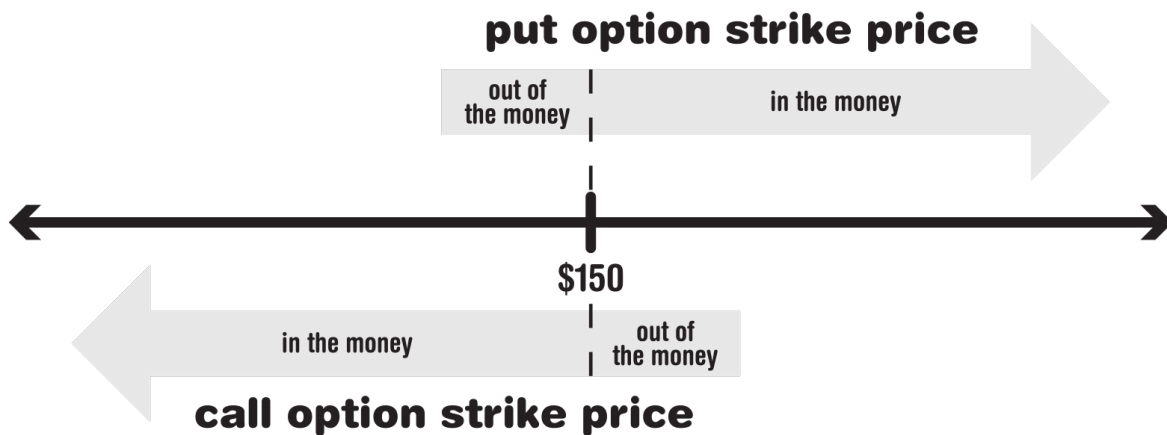 put option strike price
out of
the money
in the money
$150
in the money
out of
the money
call option strike price